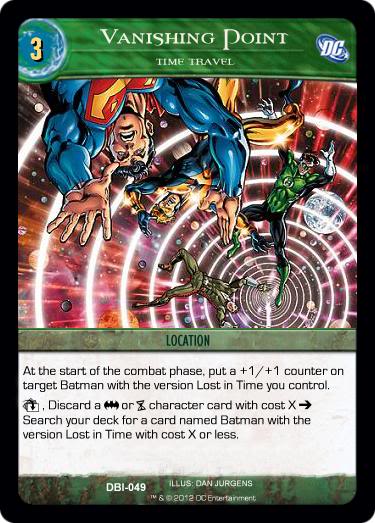 3
VANISHING POINT
TIME TRAVEL
DC
LOCATION
At the start of the combat phase, put a +1/+1 counter on
target Batman with the version Lost in Time you control.
, Discard a or character card with cost X ➔
Search your deck for a card named Batman with the
version Lost in Time with cost X or less.
DBI-049
ILLUS: DAN JURGENS
™ & © 2012 DC Entertainment